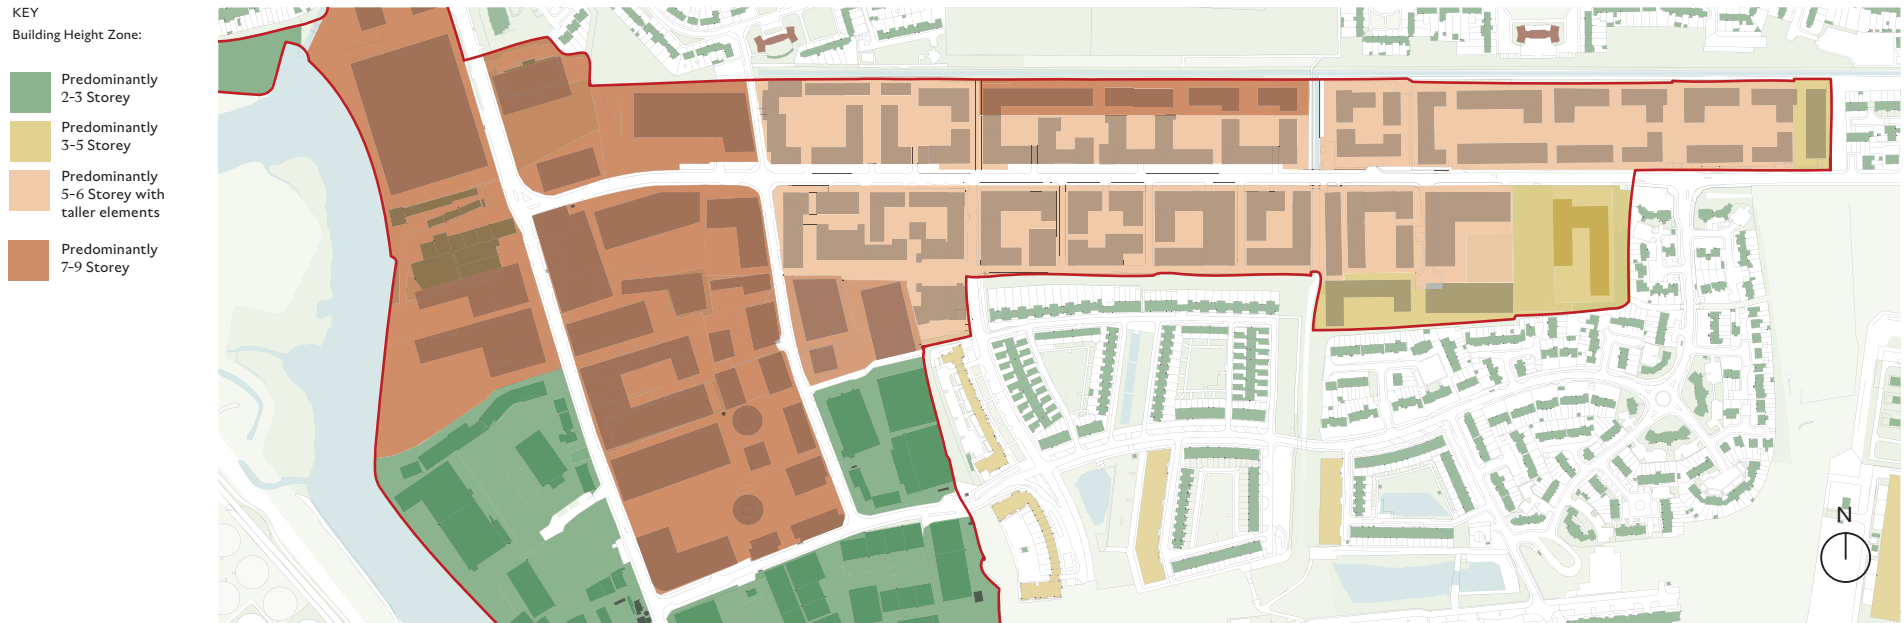 KEY
Building Height Zone:
Predominantly
2-3 Storey
Predominantly
3-5 Storey
Predominantly
5-6 Storey with
taller elements
Predominantly
7-9 Storey
N